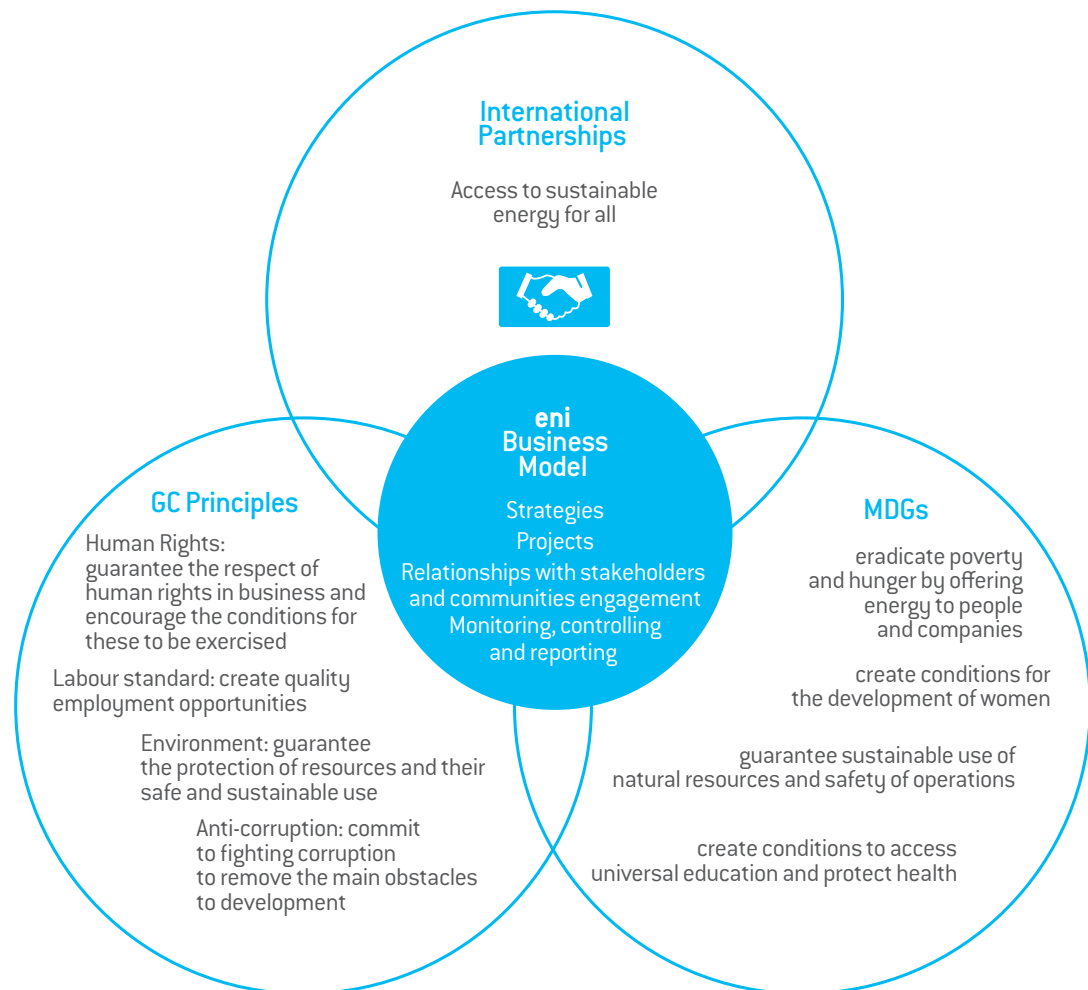 International
Partnerships
Access to sustainable
energy for all
eni
Business
Model
Strategies
Projects
Relationships with stakeholders
and communities engagement
Monitoring, controlling
and reporting
GC Principles
Human Rights:
guarantee the respect of
human rights in business and
encourage the conditions for
these to be exercised
Labour standard: create quality
employment opportunities
Environment: guarantee
the protection of resources and their
safe and sustainable use
Anti-corruption: commit
to fighting corruption
to remove the main obstacles
to development
MDGs
eradicate poverty
and hunger by offering
energy to people
and companies
create conditions for
the development of women
guarantee sustainable use of
natural resources and safety of operations
create conditions to access
universal education and protect health